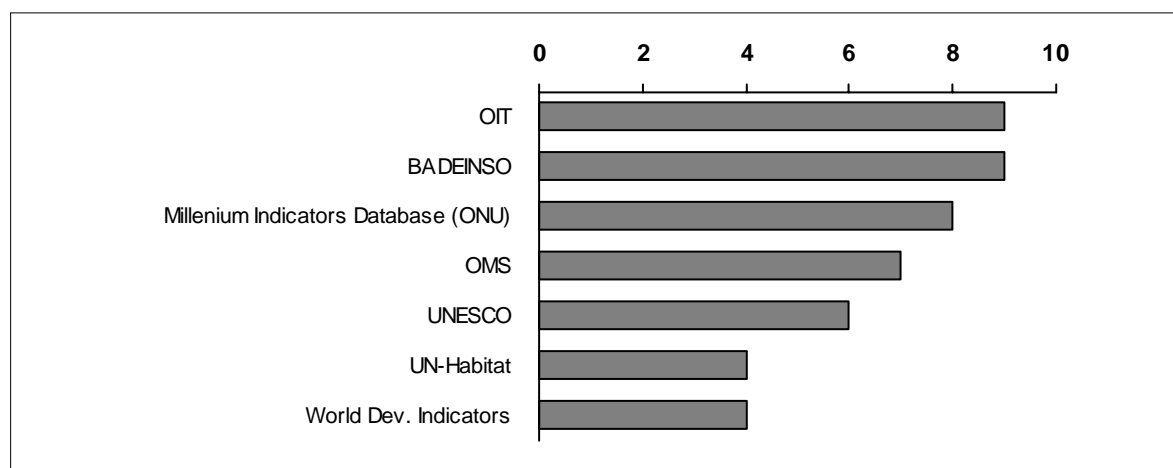 0 2 4 6 8 10
OIT
BADEINSO
Millenium Indicators Database (ONU)
OMS
UNESCO
UN-Habitat
World Dev. Indicators